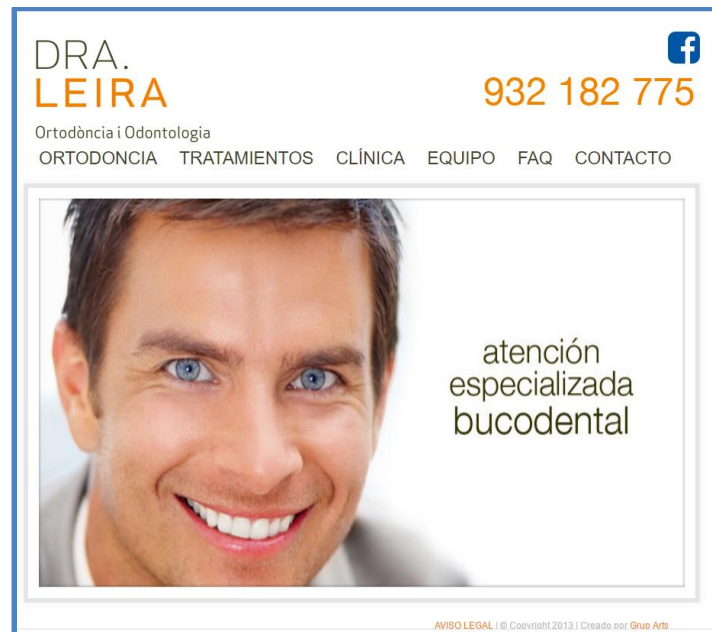 DRA.
LEIRA
Ortodòncia i Odontologia
932 182 775
ORTODONCIA TRATAMIENTOS CLÍNICA EQUIPO FAQ CONTACTO
atención
especializada
bucodental
AVISO LEGAL | © Copyright 2013 | Creado por Grup Arts